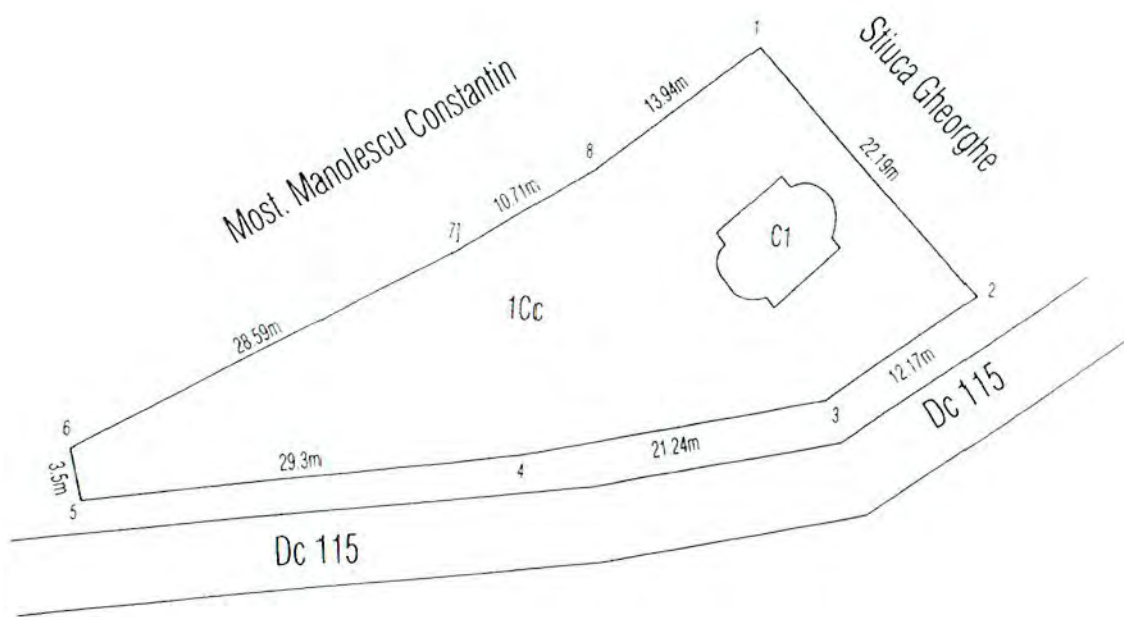 1
Stiuca Gheorghe
13.94m
Most. Manolescu Constantin
8
22.19m
10.71m
7
C1
2
1Cc
28.59m
12.17m
Dc 115
3
6
21.24m
29.3m
4
3.5m
5
Dc 115